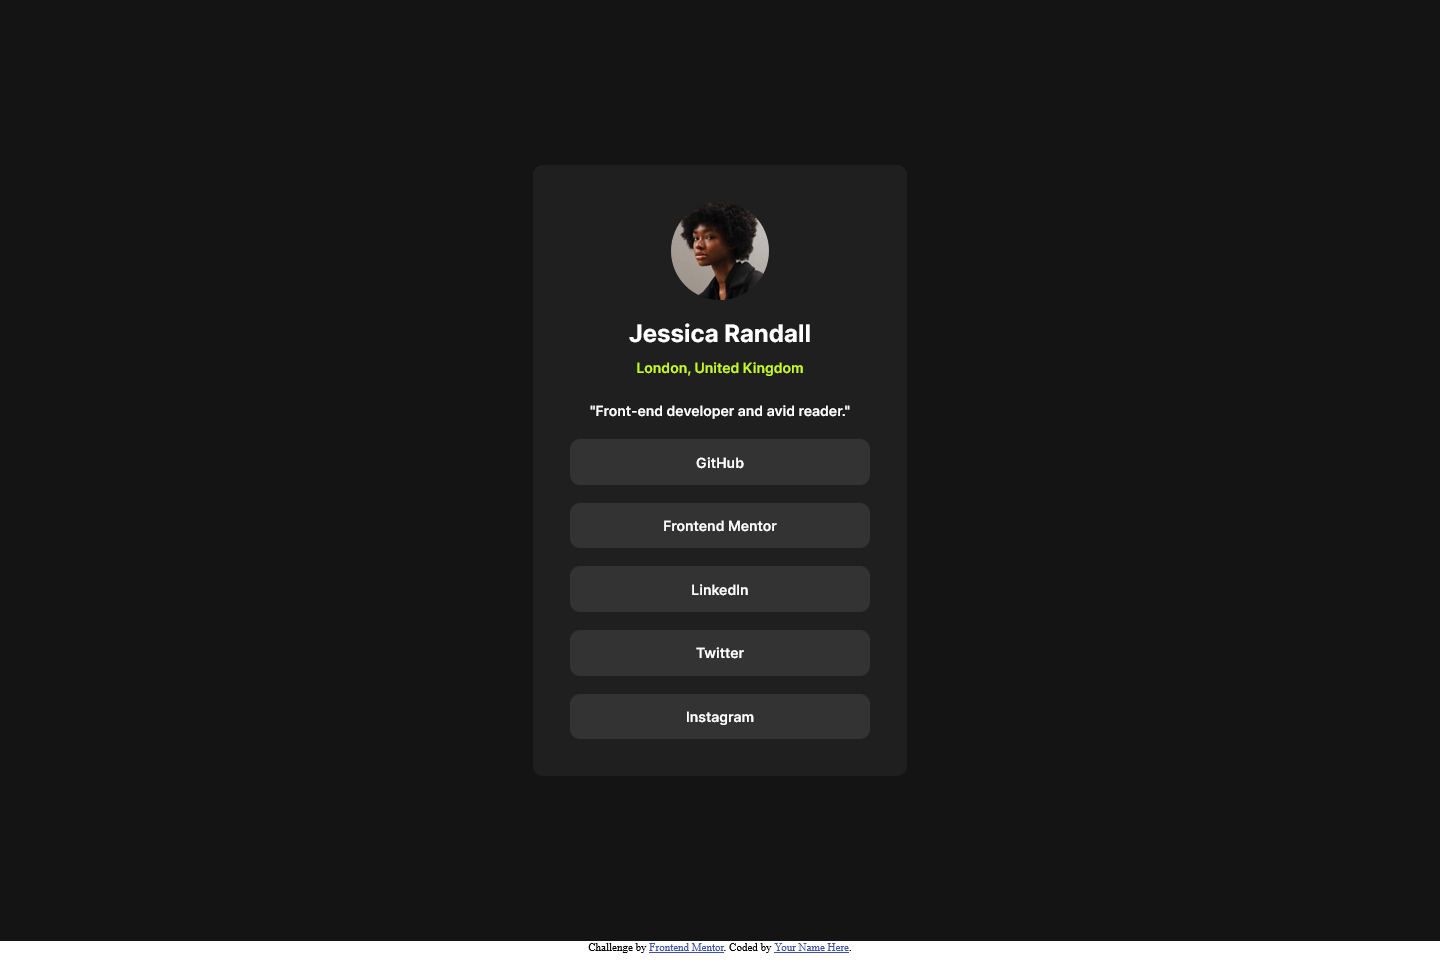 Jessica Randall
London, United Kingdom
"Front-end developer and avid reader."
GitHub
Frontend Mentor
LinkedIn
Twitter
Instagram
Challenge by Frontend Mentor. Coded by Your Name Here.